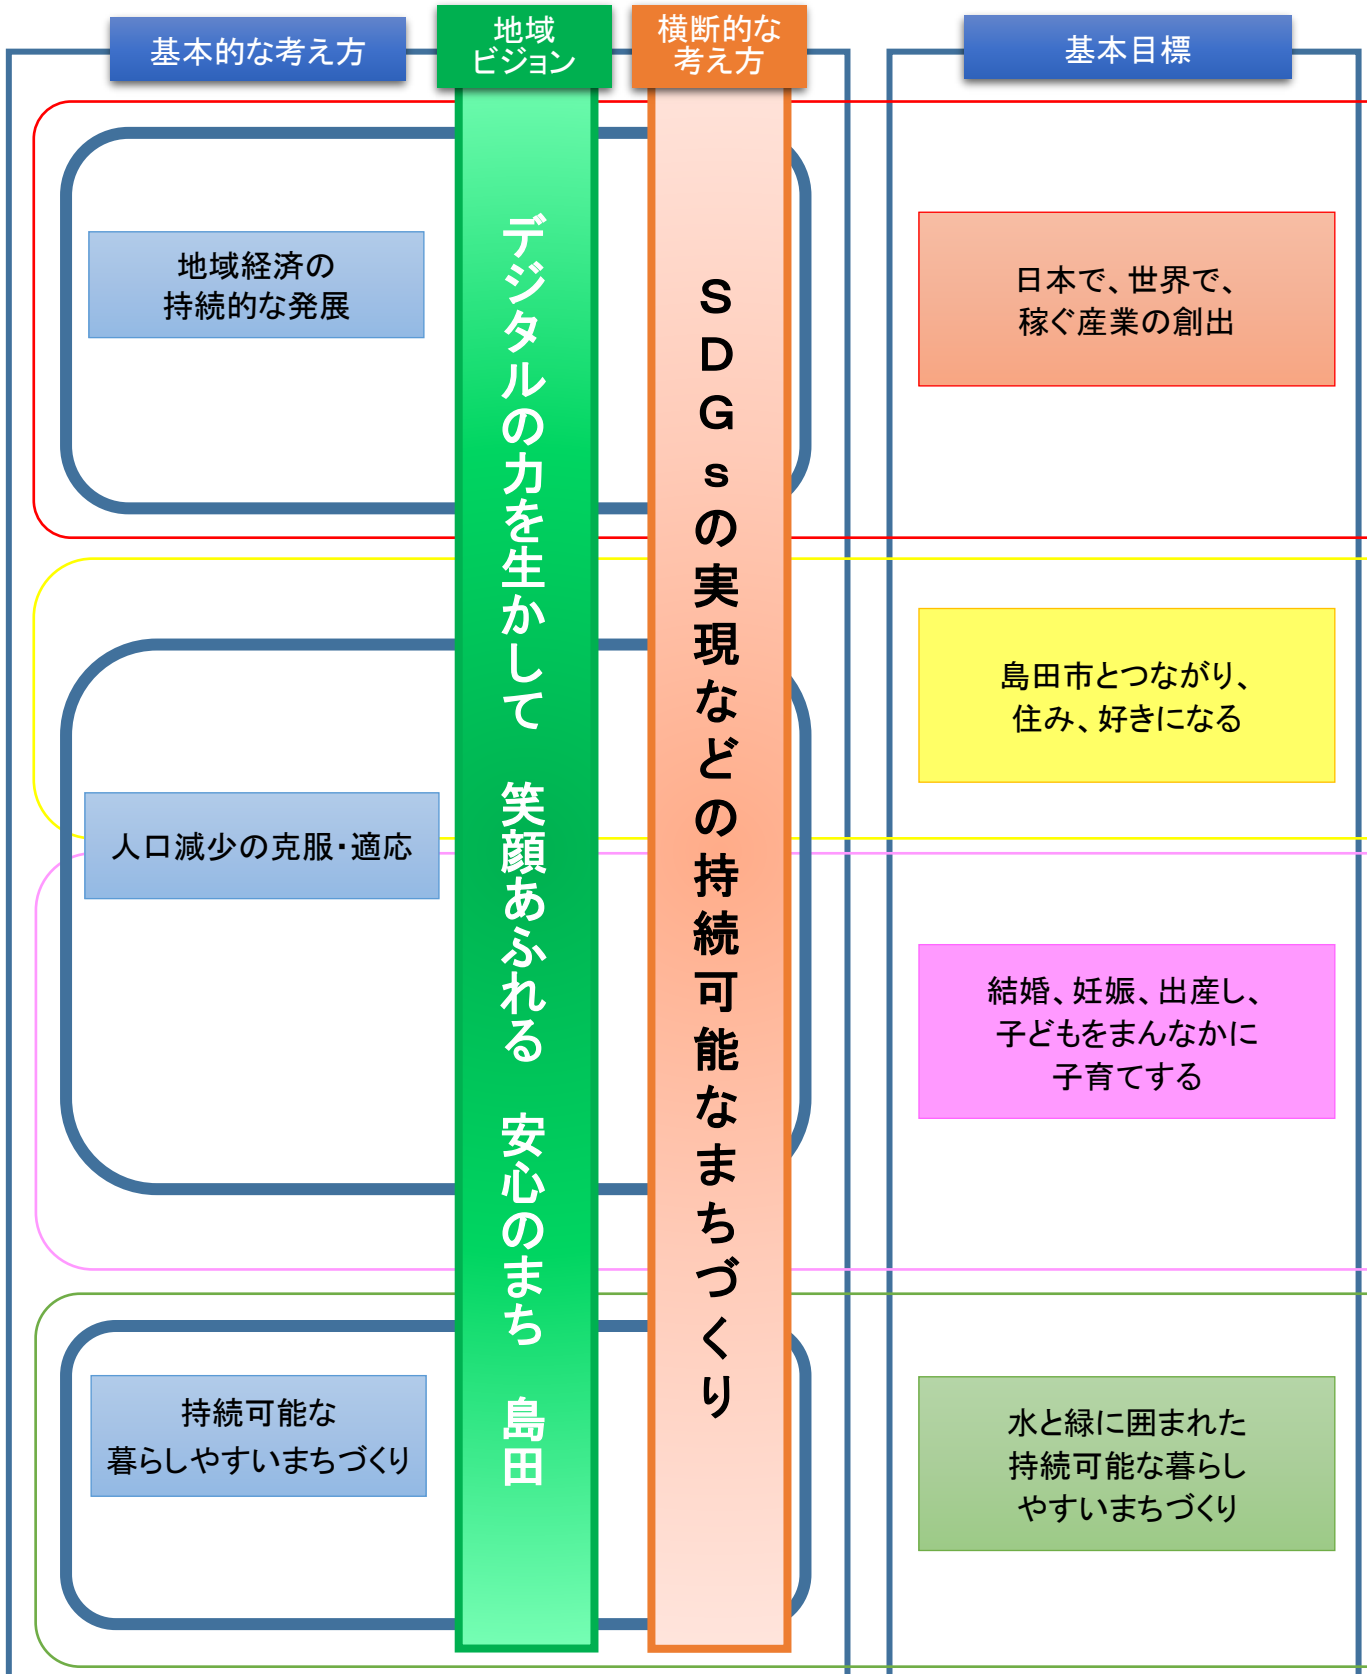 基本的な考え方
地域
ビジョン
横断的な
考え方
基本目標
地域経済の
持続的な発展
人口減少の克服・適応
持続可能な
暮らしやすいまちづくり
デジタルの力を生かして　笑顔あふれる　安心のまち　島田
ＳＤＧｓの実現などの持続可能なまちづくり
日本で、世界で、
稼ぐ産業の創出
島田市とつながり、
住み、好きになる
結婚、妊娠、出産し、
子どもをまんなかに
子育てする
水と緑に囲まれた
持続可能な暮らし
やすいまちづくり